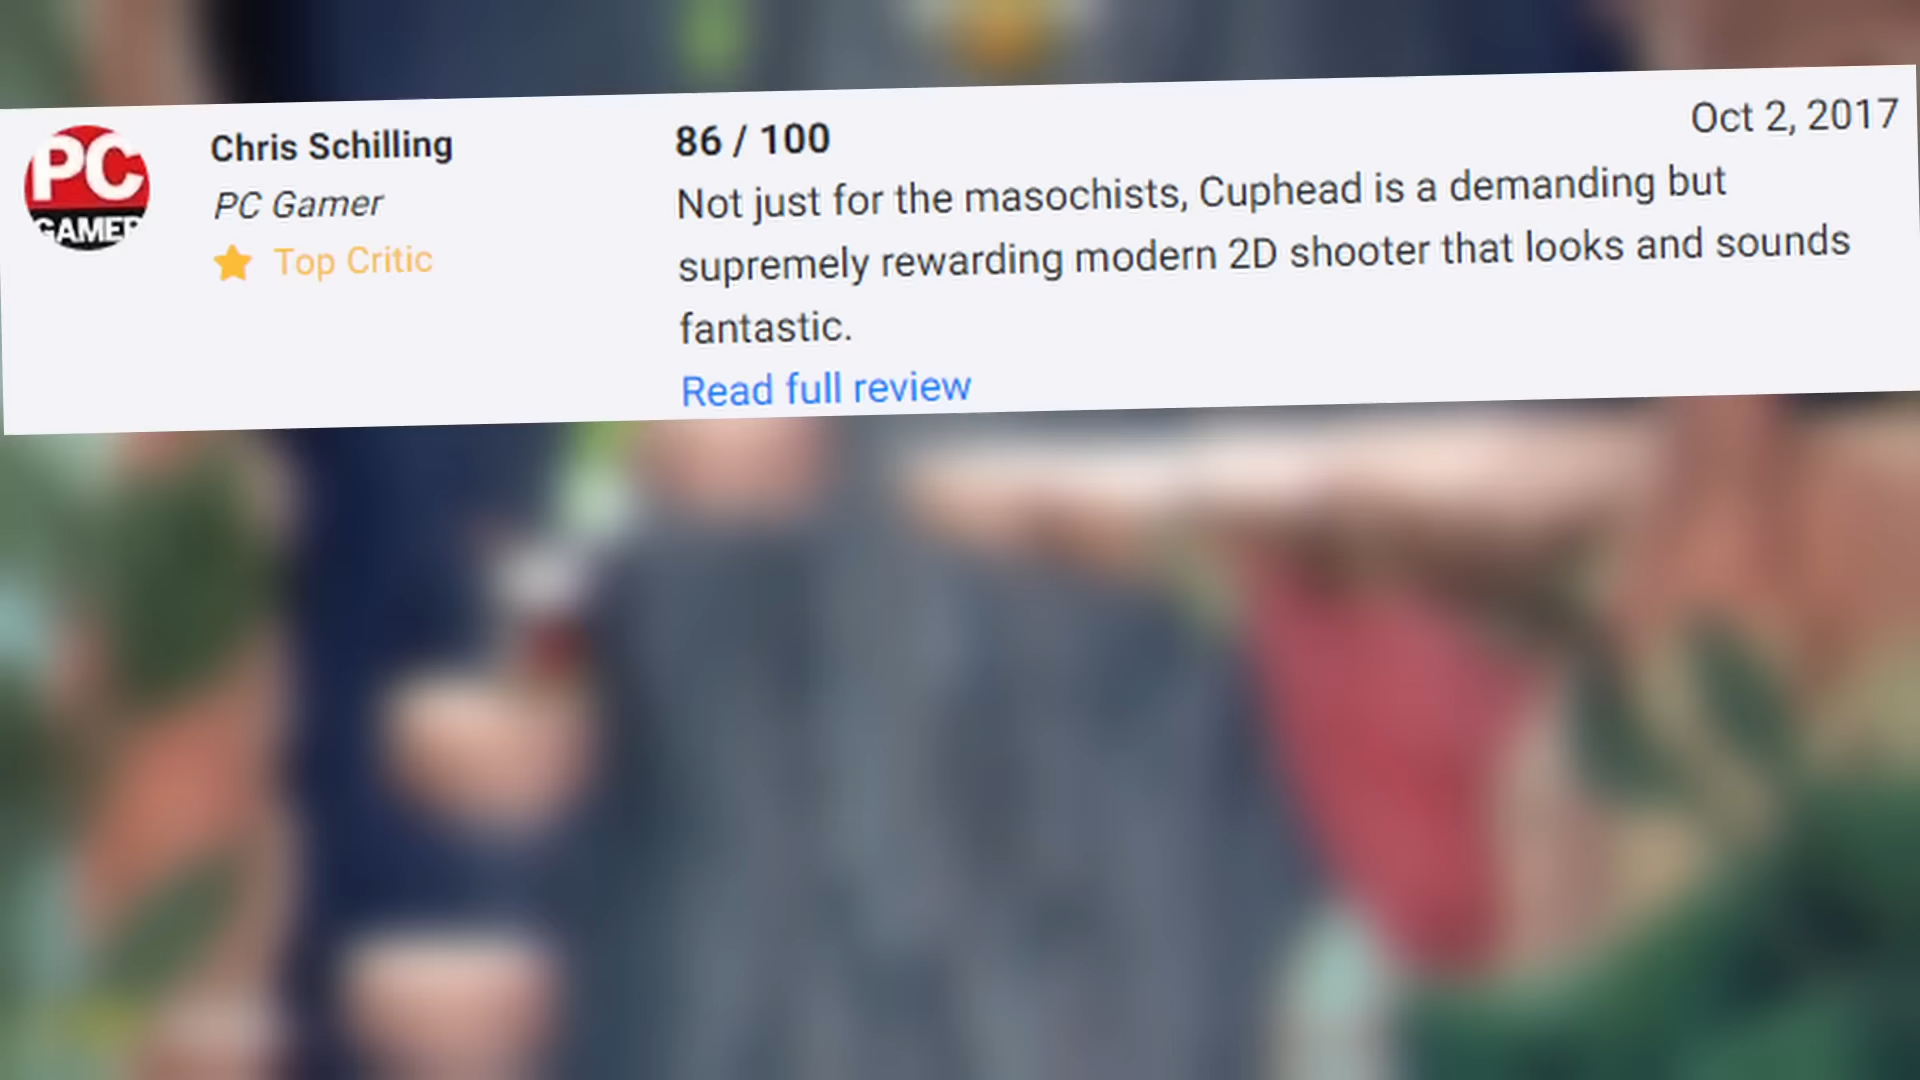 PC
GAMER
Chris Schilling
PC Gamer
Top Critic
86 / 100
Oct 2, 2017
Not just for the masochists, Cuphead is a demanding but
supremely rewarding modern 2D shooter that looks and sounds
fantastic.
Read full review